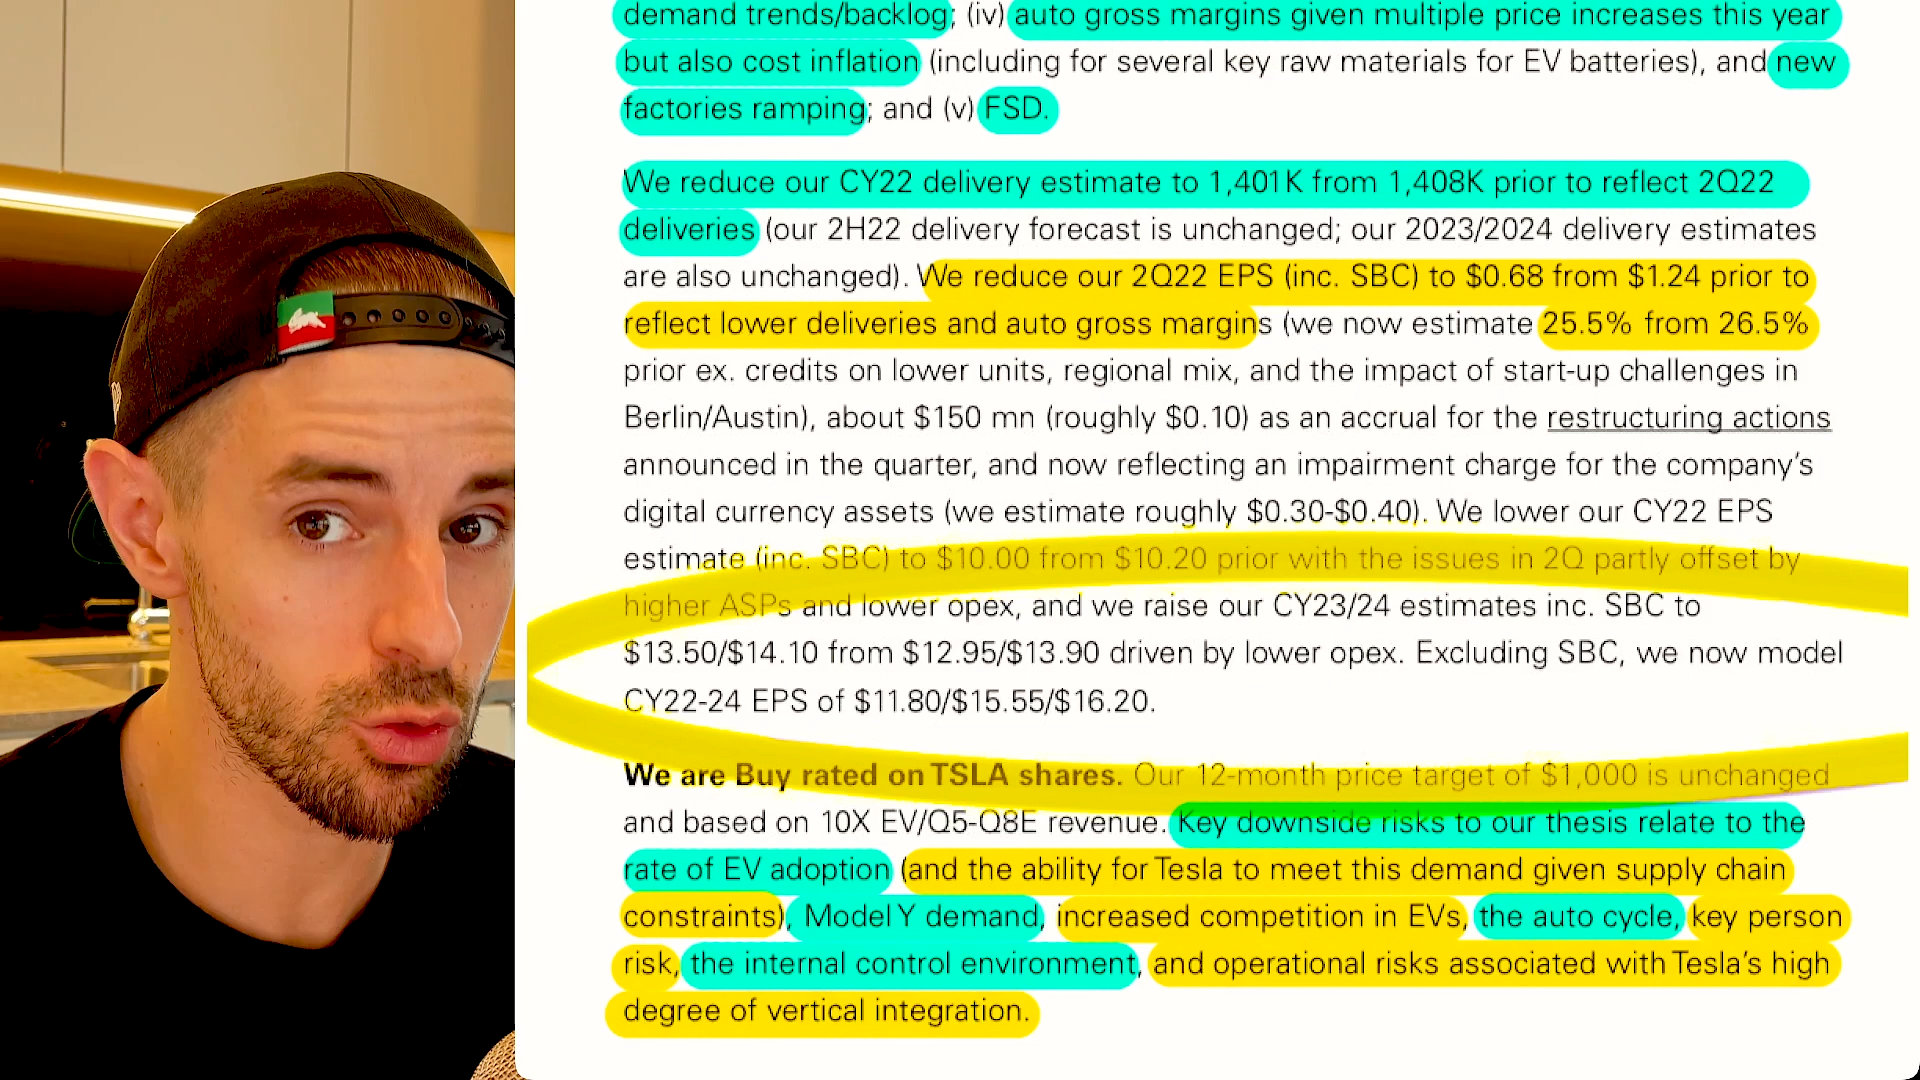 demand trends/backlog; (iv) auto gross margins given multiple price increases this year
but also cost inflation (including for several key raw materials for EV batteries), and new
factories ramping; and (v) FSD.
We reduce our CY22 delivery estimate to 1,401K from 1,408K prior to reflect 2Q22
deliveries (our 2H22 delivery forecast is unchanged; our 2023/2024 delivery estimates
are also unchanged). We reduce our 2Q22 EPS (inc. SBC) to $0.68 from $1.24 prior to
reflect lower deliveries and auto gross margins (we now estimate 25.5% from 26.5%
prior ex. credits on lower units, regional mix, and the impact of start-up challenges in
Berlin/Austin), about $150 mn (roughly $0.10) as an accrual for the restructuring actions
announced in the quarter, and now reflecting an impairment charge for the company's
digital currency assets (we estimate roughly $0.30-$0.40). We lower our CY22 EPS
estimate (inc. SBC) to $10.00 from $10.20 prior with the issues in 2Q partly offset by
higher ASPs and lower opex, and we raise our CY23/24 estimates inc. SBC to
$13.50/$14.10 from $12.95/$13.90 driven by lower opex. Excluding SBC, we now model
CY22-24 EPS of $11.80/$15.55/$16.20.
We are Buy rated on TSLA shares. Our 12-month price target of $1,000 is unchanged
and based on 10X EV/Q5-Q8E revenue. Key downside risks to our thesis relate to the
rate of EV adoption (and the ability for Tesla to meet this demand given supply chain
constraints), Model Y demand, increased competition in EVs, the auto cycle, key person
risk, the internal control environment, and operational risks associated with Tesla's high
degree of vertical integration.